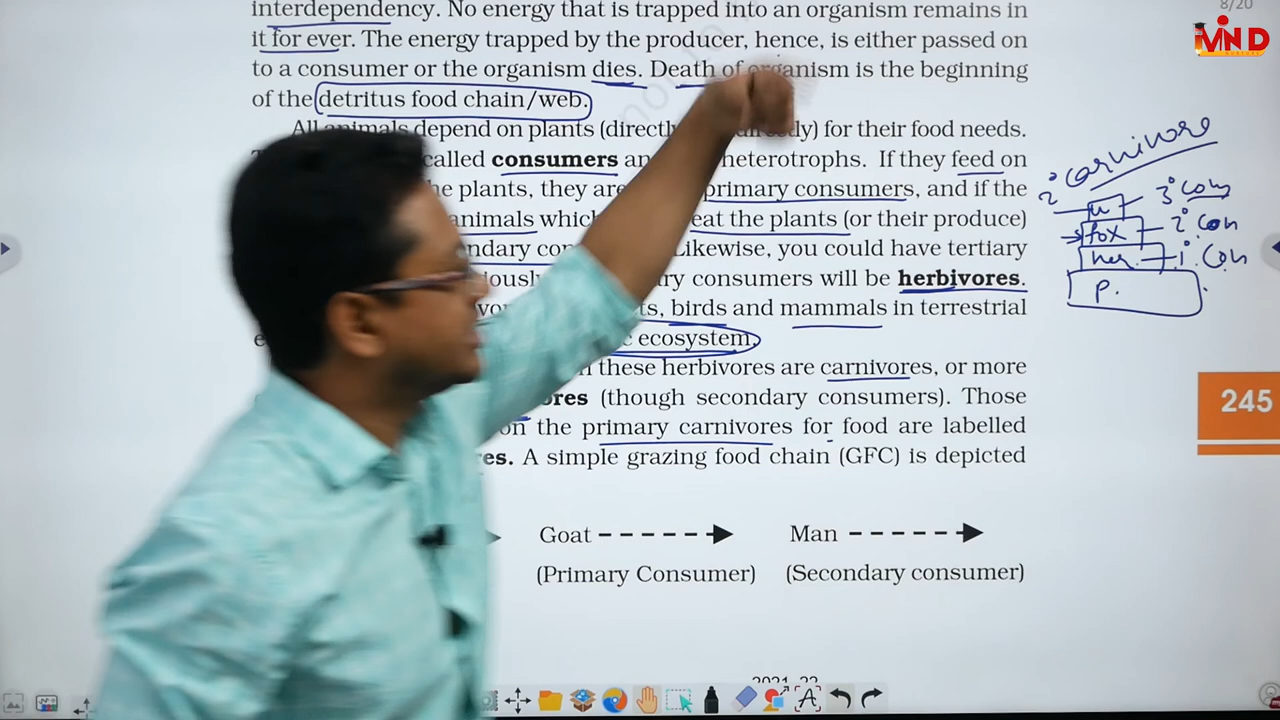 interdependency. No energy that is trapped into an organism remains in
it for ever. The energy trapped by the producer, hence, is either passed on
to a consumer or the organism dies. Death of organism is the beginning
of the detritus food chain/web.
All animals depend on plants (directly for their food needs.
called consumers an heterotrophs. If they feed on
he plants, they are primary consumers, and if the
animals whic eat the plants (or their produce)
ndary con Likewise, you could have tertiary
iously ry consumers will be herbivores.
ts, birds and mammals in terrestrial
ecosystem.
these herbivores are carnivores, or more
res (though secondary consumers). Those
on the primary carnivores for food are labelled
es. A simple grazing food chain (GFC) is depicted
Goat Man
(Primary Consumer) (Secondary consumer)
8/20
MIND
2° carnivore
3° con
fox 2° con
her 1° Con
P.
245